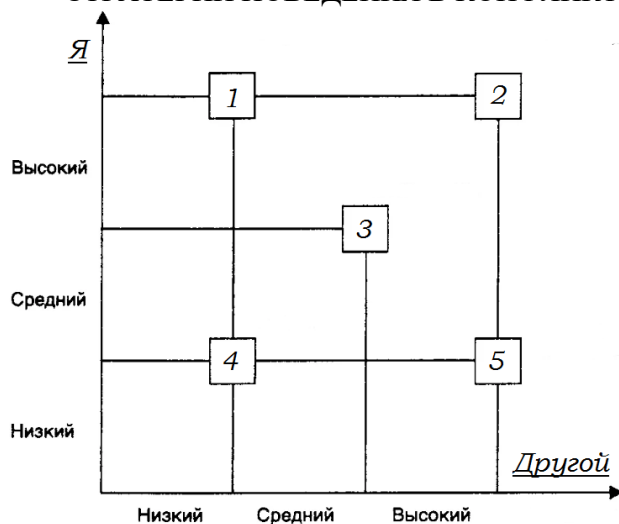 Я
1 2
Высокий
3
Средний
4 5
Низкий
Другой
Низкий Средний Высокий